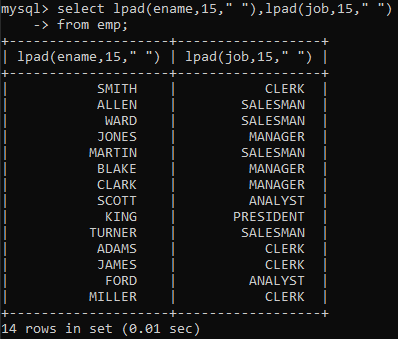 mysql> select lpad(ename,15," "),lpad(job,15," ")
    -> from emp;
+--------------------+------------------+
| lpad(ename,15," ") | lpad(job,15," ") |
+--------------------+------------------+
|           SMITH    |           CLERK  |
|           ALLEN    |        SALESMAN  |
|            WARD    |        SALESMAN  |
|           JONES    |         MANAGER  |
|          MARTIN    |        SALESMAN  |
|           BLAKE    |         MANAGER  |
|           CLARK    |         MANAGER  |
|           SCOTT    |         ANALYST  |
|            KING    |       PRESIDENT  |
|          TURNER    |        SALESMAN  |
|           ADAMS    |           CLERK  |
|           JAMES    |           CLERK  |
|            FORD    |         ANALYST  |
|          MILLER    |           CLERK  |
+--------------------+------------------+
14 rows in set (0.01 sec)